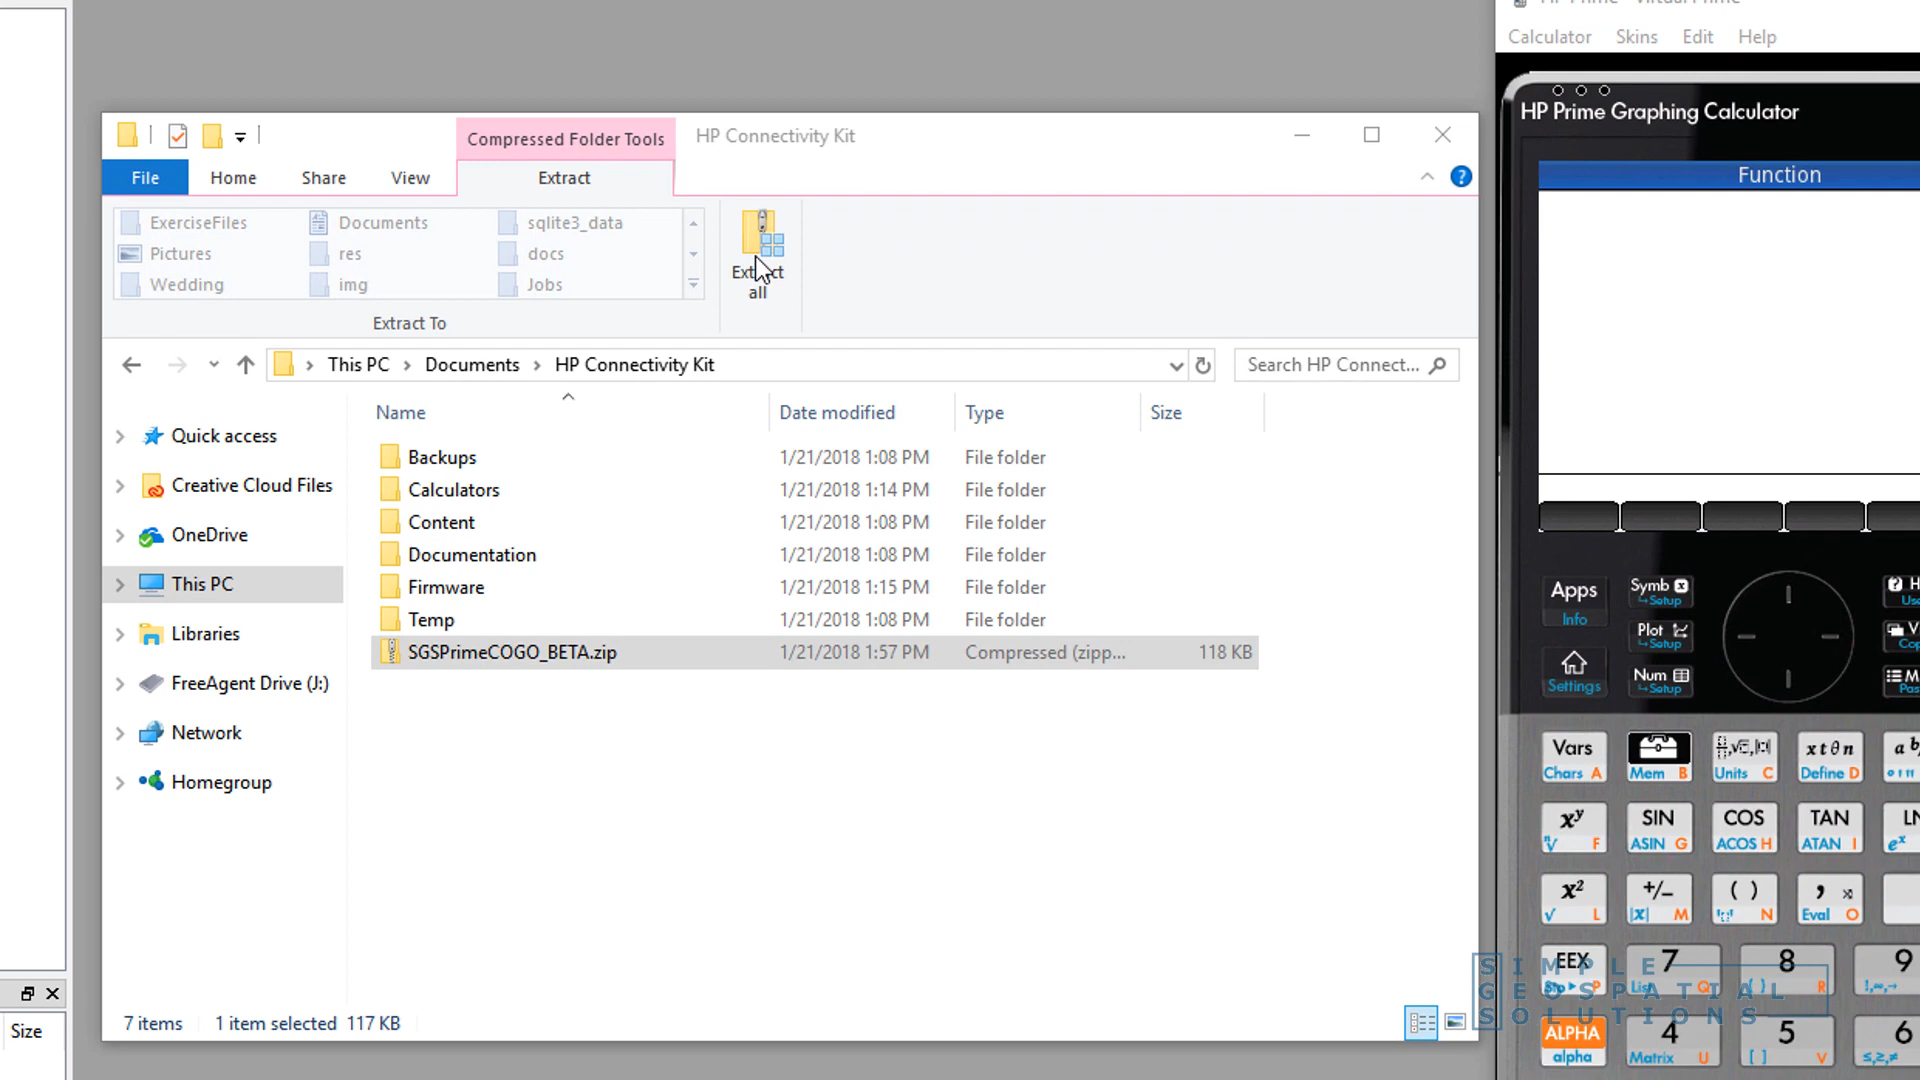 Calculator Skins Edit Help
HP Prime Graphing Calculator
Function
Compressed Folder Tools
HP Connectivity Kit
File Home Share View Extract
ExerciseFiles Documents sqlite3_data
Pictures res docs
Wedding img Jobs
Extract To
Extract
all
This PC Documents HP Connectivity Kit
Search HP Connect...
Name Date modified Type Size
Quick access
Creative Cloud Files
OneDrive
This PC
Libraries
FreeAgent Drive (J:)
Network
Homegroup
Backups 1/21/2018 1:08 PM File folder
Calculators 1/21/2018 1:14 PM File folder
Content 1/21/2018 1:08 PM File folder
Documentation 1/21/2018 1:08 PM File folder
Firmware 1/21/2018 1:15 PM File folder
Temp 1/21/2018 1:08 PM File folder
SGSPrimeCOGO_BETA.zip 1/21/2018 1:57 PM Compressed (zipp... 118 KB
7 items 1 item selected 117 KB
Size
Apps
Info
Symb
Setup
Plot
Setup
Settings
Num
Setup
Vars
Chars A
Mem B
Units C
x t θ n
Define D
x^y
F
SIN
ASIN G
COS
ACOS H
TAN
ATAN I
LN
e^x
x²
√ L
+/-
|x| M
( )
N
,
Eval O
EEX
Sto ▸ P
7
List Q
8
{ } R
9
ALPHA
alpha
4
Matrix U
5
[ ] V
6
≤,≥,≠
SIMPLE
GEOSPATIAL
SOLUTIONS